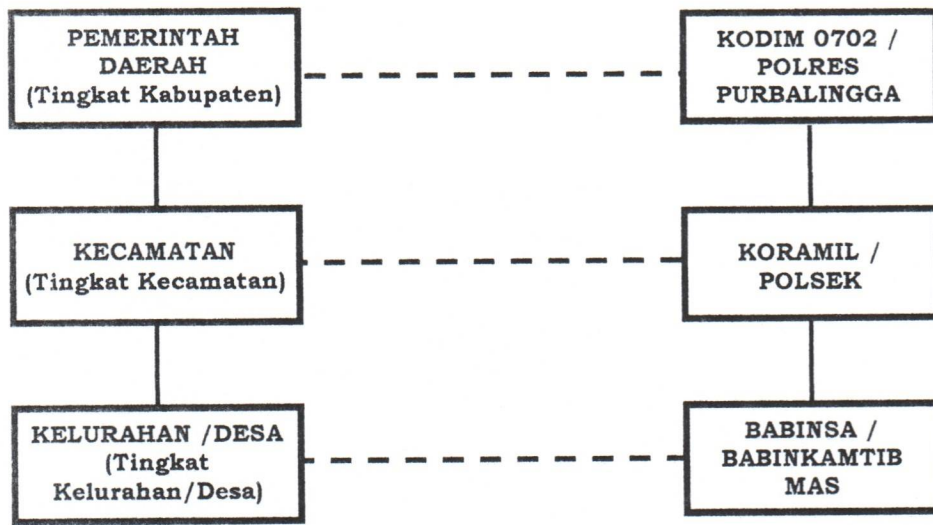 PEMERINTAH
DAERAH
(Tingkat Kabupaten)
KODIM 0702 /
POLRES
PURBALINGGA
KECAMATAN
(Tingkat Kecamatan)
KORAMIL /
POLSEK
KELURAHAN /DESA
(Tingkat
Kelurahan/Desa)
BABINSA /
BABINKAMTIB
MAS